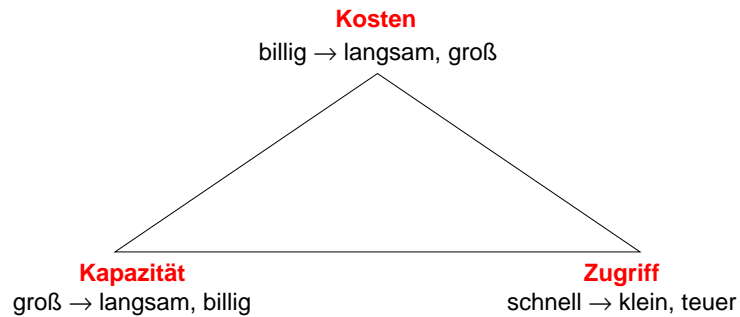 Kosten
billig → langsam, groß
Kapazität
groß → langsam, billig
Zugriff
schnell → klein, teuer